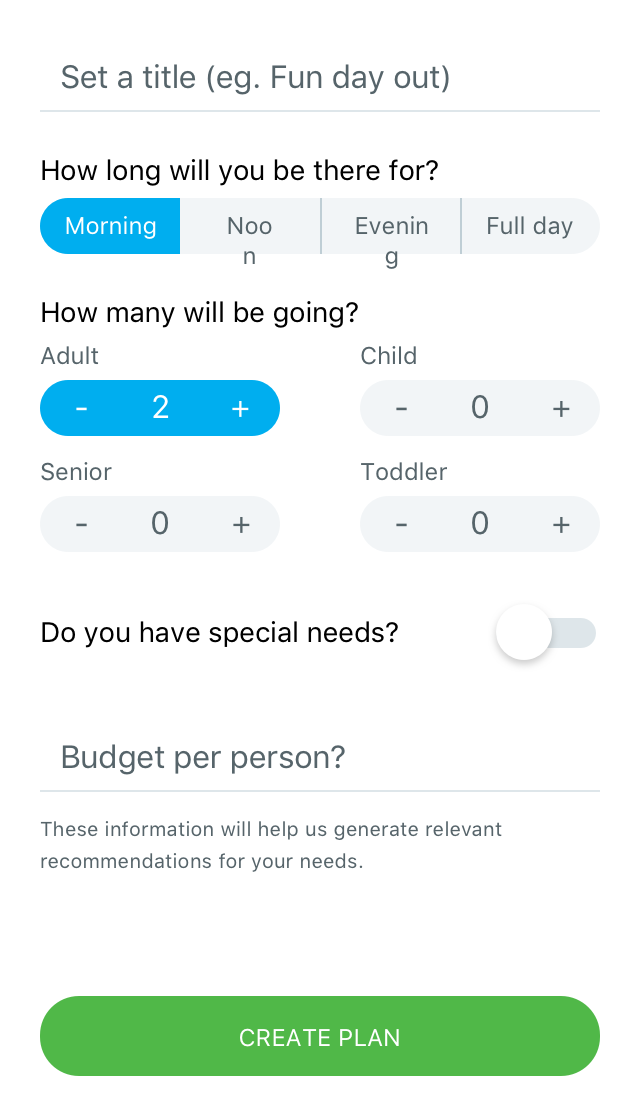 Set a title (eg. Fun day out)
How long will you be there for?
Morning Noo Evenin Full day
n g
How many will be going?
Adult Child
- 2 + - 0 +
Senior Toddler
- 0 + - 0 +
Do you have special needs?
Budget per person?
These information will help us generate relevant
recommendations for your needs.
CREATE PLAN